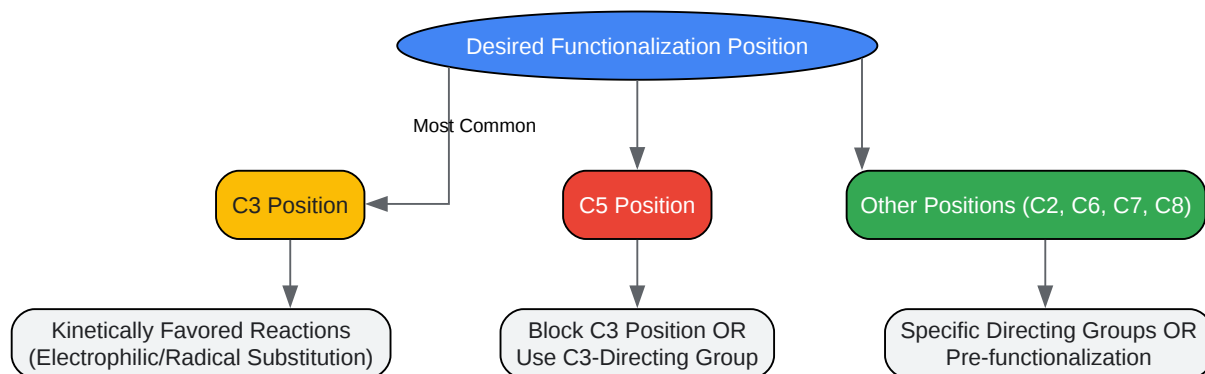 Desired Functionalization Position
Most Common
C3 Position
C5 Position
Other Positions (C2, C6, C7, C8)
Kinetically Favored Reactions
(Electrophilic/Radical Substitution)
Block C3 Position OR
Use C3-Directing Group
Specific Directing Groups OR
Pre-functionalization